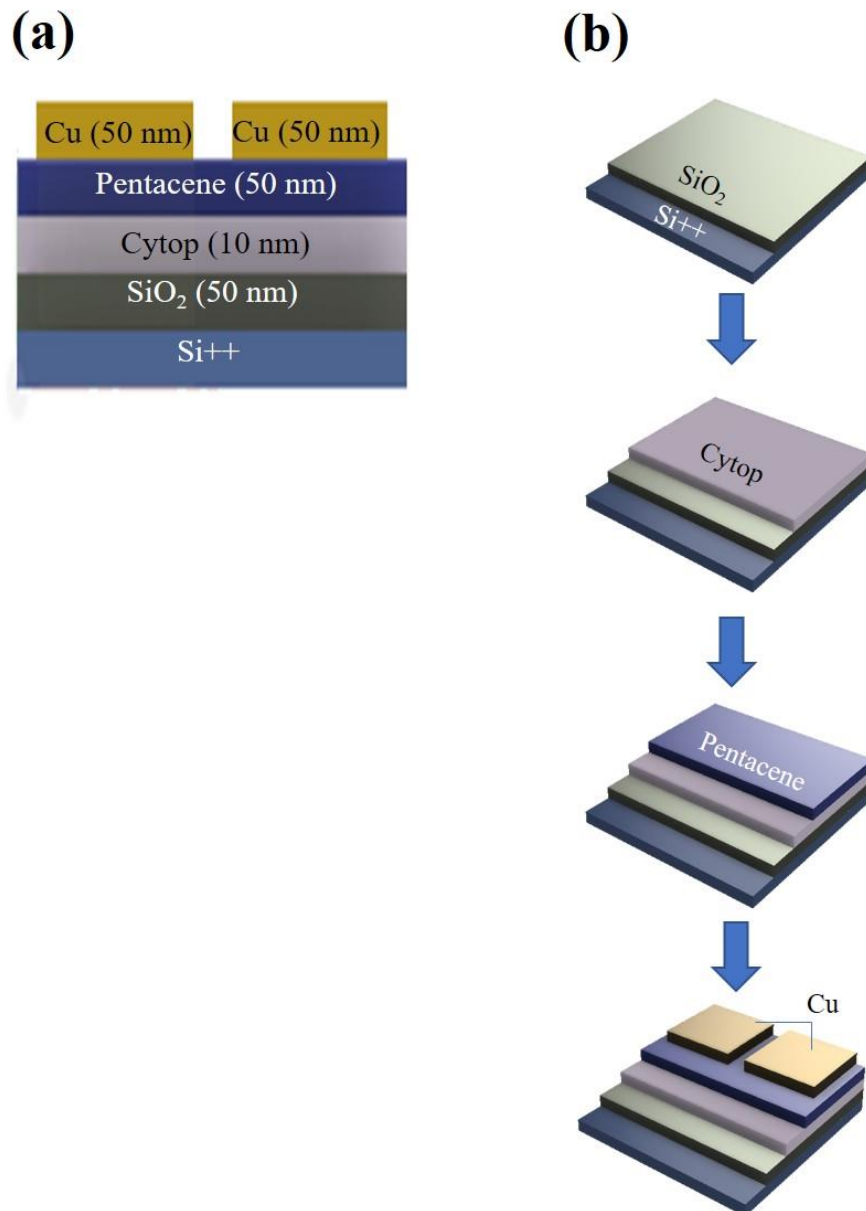 (a)
Cu (50 nm)
Cu (50 nm)
Pentacene (50 nm)
Cytop (10 nm)
SiO₂ (50 nm)
Si++
(b)
SiO₂
Si++
Cytop
Pentacene
Cu